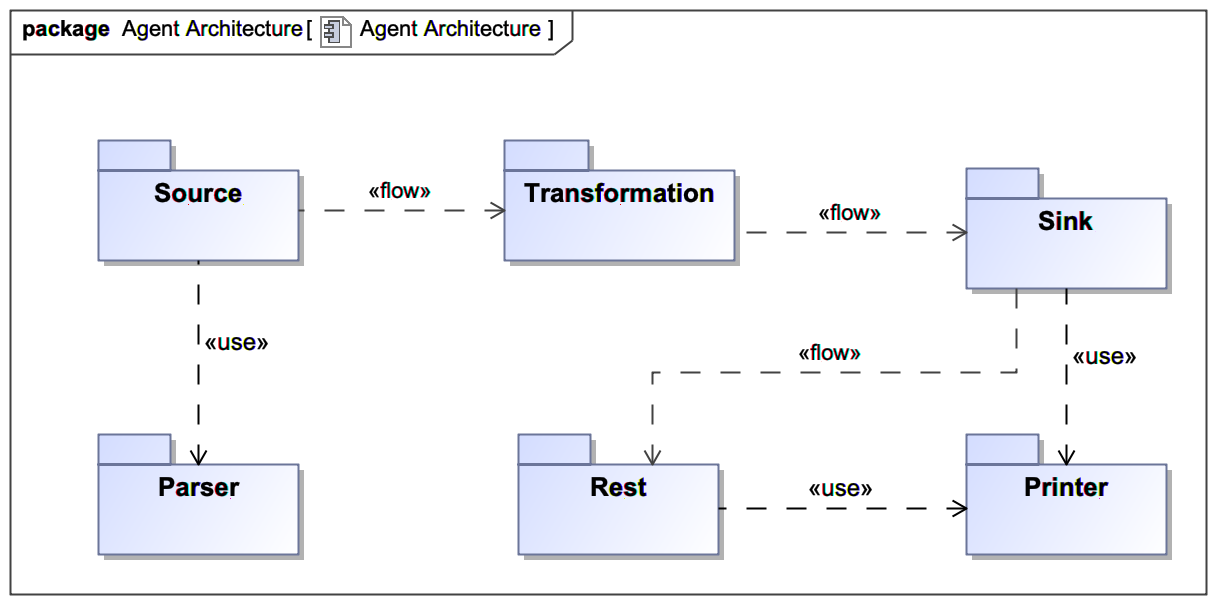 package Agent Architecture[ Agent Architecture ]
Source
«flow»
Transformation
«flow»
Sink
«use»
«flow»
«use»
Parser
Rest
«use»
Printer